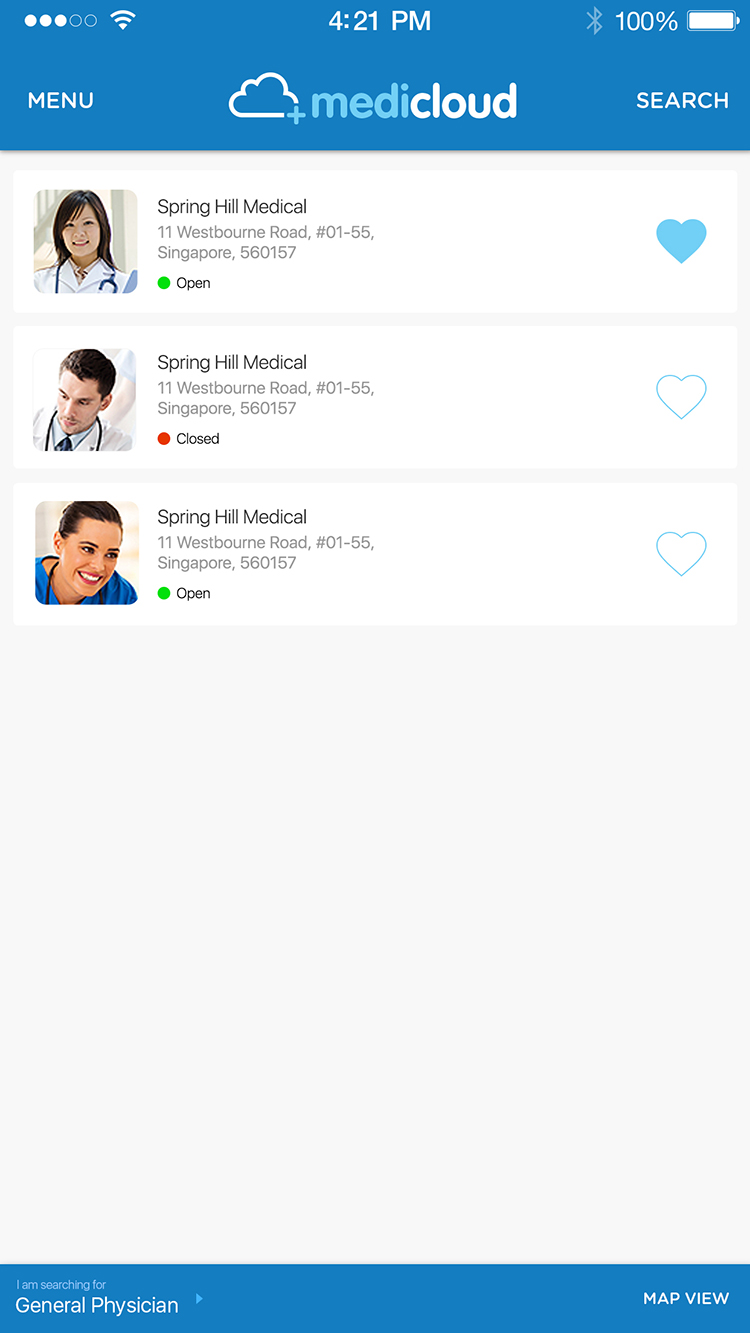 4:21 PM 100%
MENU medicloud SEARCH
Spring Hill Medical
11 Westbourne Road, #01-55,
Singapore, 560157
Open
Spring Hill Medical
11 Westbourne Road, #01-55,
Singapore, 560157
Closed
Spring Hill Medical
11 Westbourne Road, #01-55,
Singapore, 560157
Open
I am searching for
General Physician
MAP VIEW